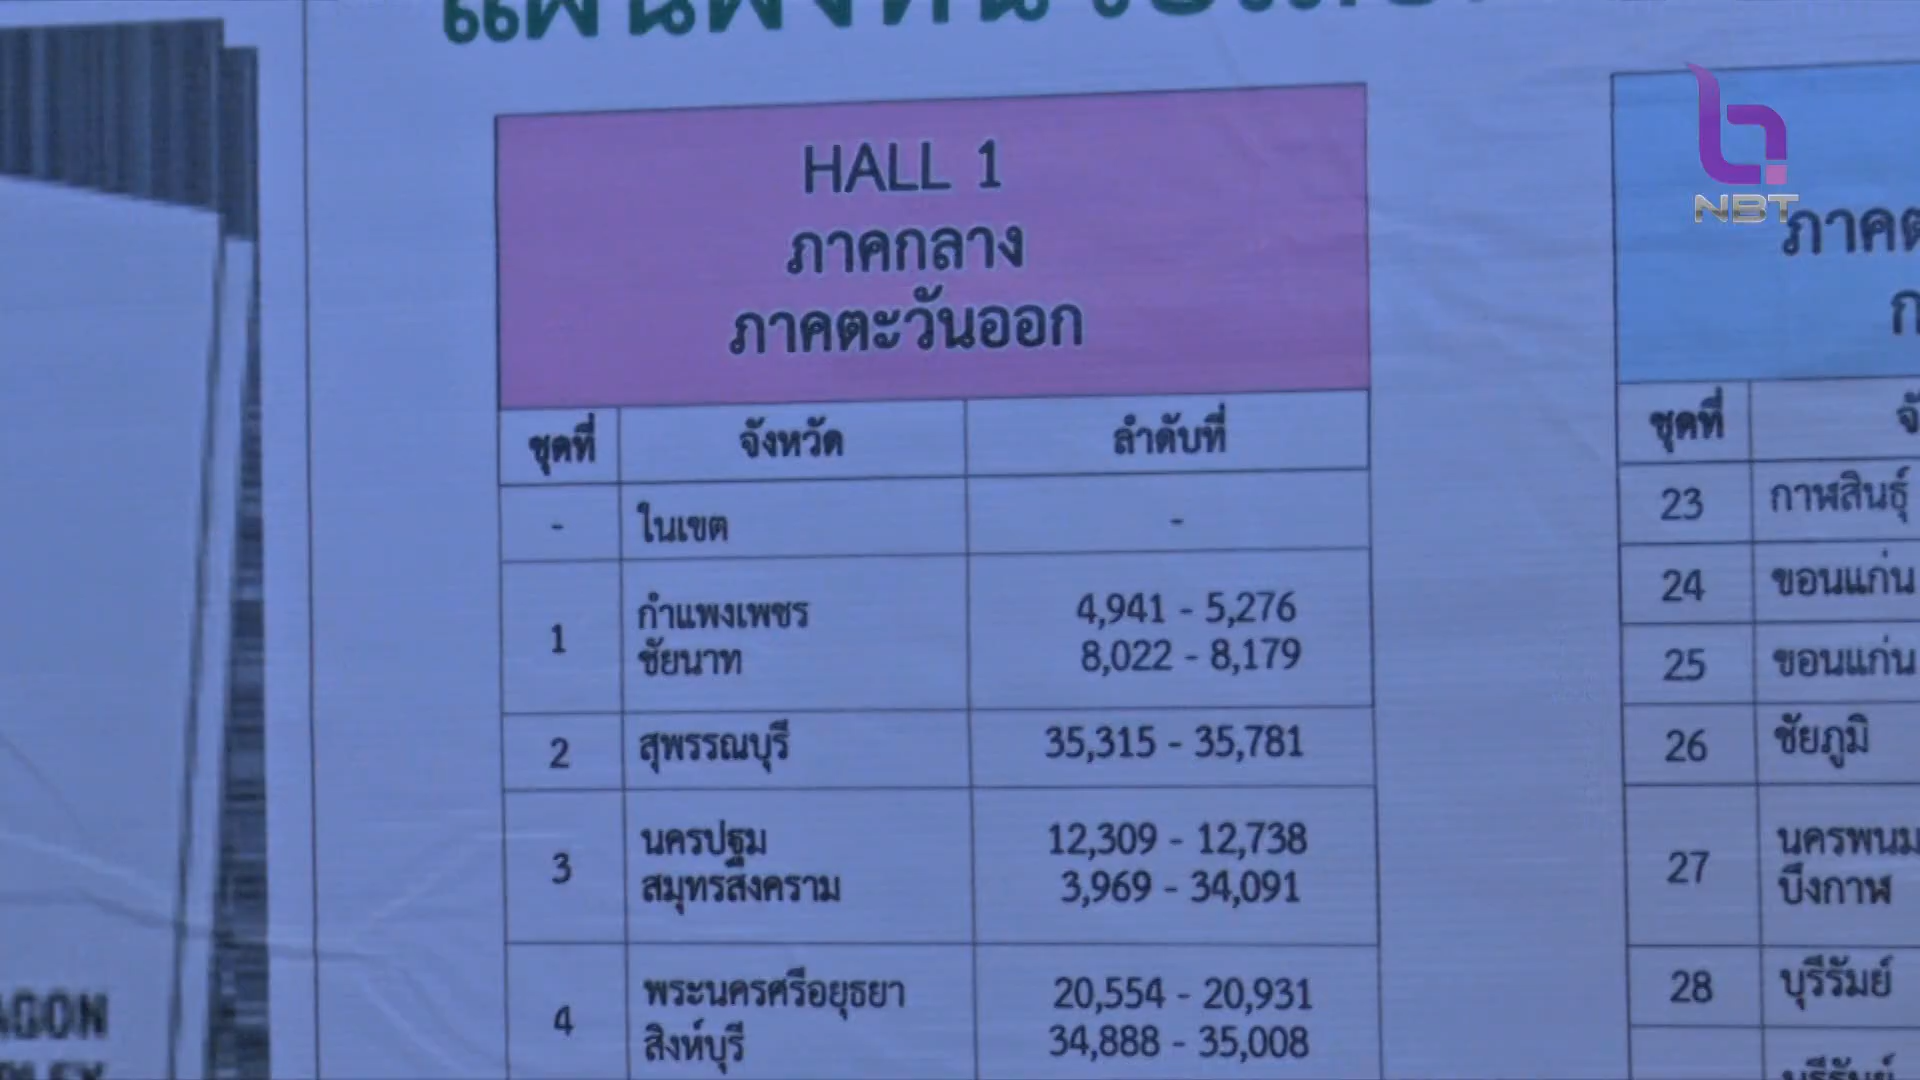 HALL 1
ภาคกลาง
ภาคตะวันออก
ชุดที่ จังหวัด ลำดับที่
- ในเขต -
1 กำแพงเพชร 4,941 - 5,276
ชัยนาท 8,022 - 8,179
2 สุพรรณบุรี 35,315 - 35,781
3 นครปฐม 12,309 - 12,738
สมุทรสงคราม 3,969 - 34,091
4 พระนครศรีอยุธยา 20,554 - 20,931
สิงห์บุรี 34,888 - 35,008
NBT
ชุดที่
23 กาฬสินธุ์
24 ขอนแก่น
25 ขอนแก่น
26 ชัยภูมิ
27 นครพนม
บึงกาฬ
28 บุรีรัมย์